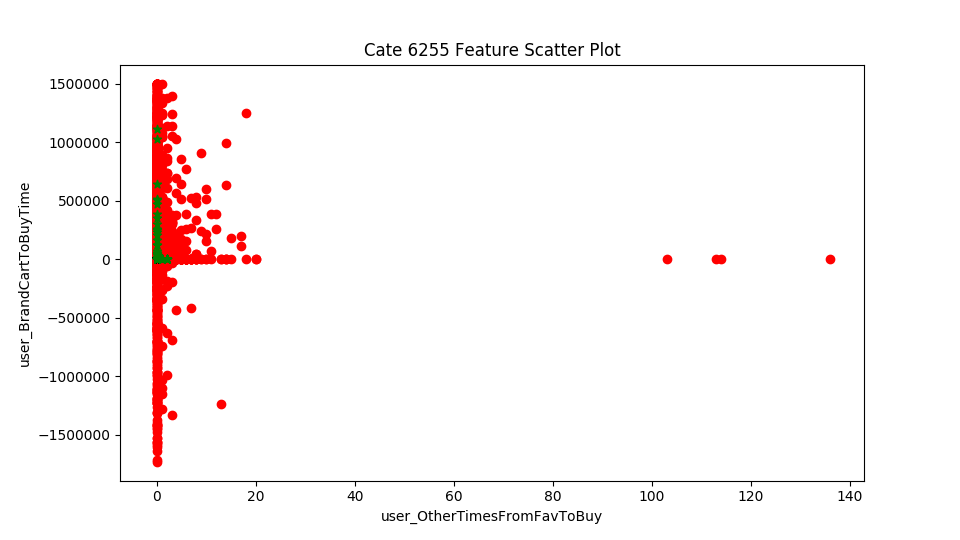 Cate 6255 Feature Scatter Plot
1500000
1000000
500000
0
−500000
−1000000
−1500000
user_BrandCartToBuyTime
0 20 40 60 80 100 120 140
user_OtherTimesFromFavToBuy